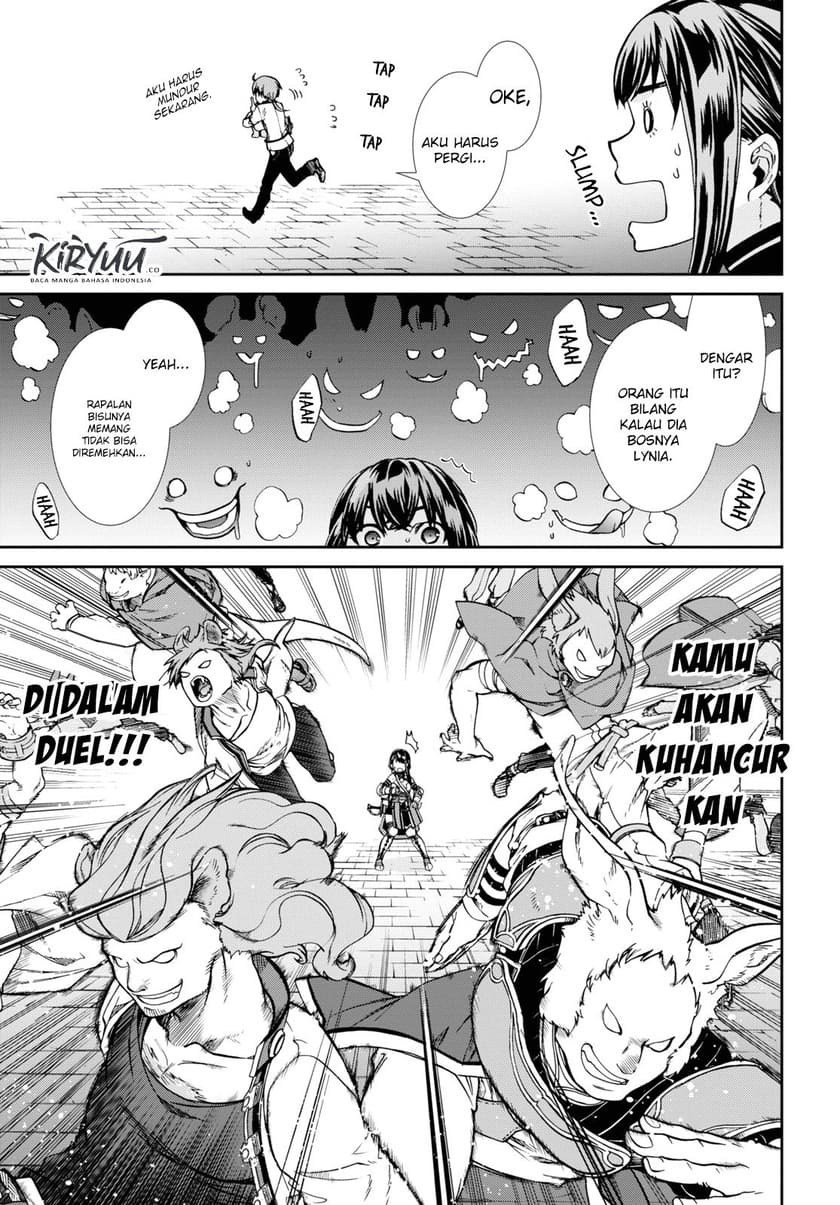 OKE,
AKU HARUS
PERGI...
SLUMP...
TAP
TAP
TAP
AKU HARUS
MUNDUR
SEKARANG.
KIRYUU.CO
BACA MANGA BAHASA INDONESIA
DENGAR
ITU?
ORANG ITU
BILANG
KALAU DIA
BOSNYA
LYNIA.
HAAH
HAAH
YEAH...
RAPALAN
BISUNYA
MEMANG
TIDAK BISA
DIREMEHKAN...
HAAH
HAAH
KAMU
AKAN
KUHANCUR
KAN
DIDALAM
DUEL!!!